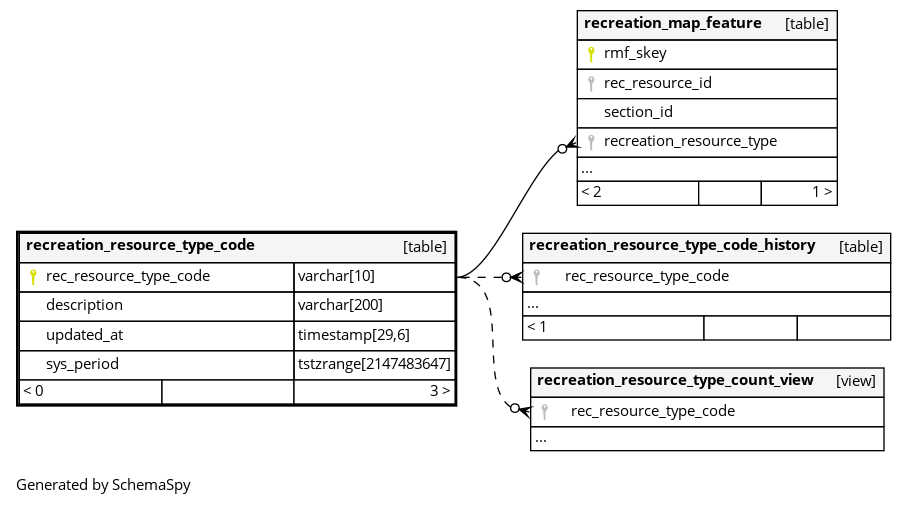 recreation_map_feature [table]
rmf_skey
rec_resource_id
section_id
recreation_resource_type
...
< 2 1 >
recreation_resource_type_code [table]
rec_resource_type_code varchar[10]
description varchar[200]
updated_at timestamp[29,6]
sys_period tstzrange[2147483647]
< 0 3 >
recreation_resource_type_code_history [table]
rec_resource_type_code
...
< 1
recreation_resource_type_count_view [view]
rec_resource_type_code
...
Generated by SchemaSpy